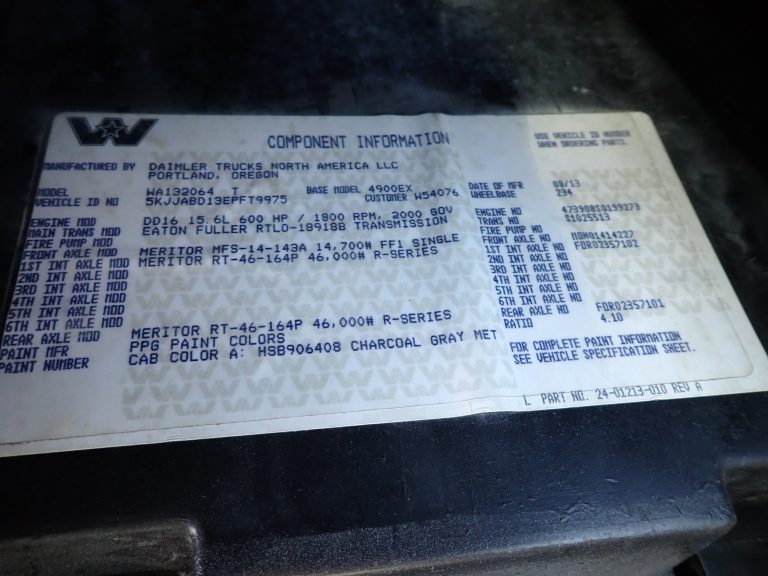 COMPONENT INFORMATION
USE VEHICLE ID NUMBER
WHEN ORDERING PARTS.
MANUFACTURED BY DAIMLER TRUCKS NORTH AMERICA LLC
PORTLAND, OREGON
MODEL WA132064 T BASE MODEL 4900EX DATE OF MFR 08/13
VEHICLE ID NO 5KJJABD13EPFT9975 CUSTOMER W54076 WHEELBASE 234
ENGINE MOD DD16 15.6L 600 HP / 1800 RPM, 2000 GOV ENGINE NO 473908S0199273
MAIN TRANS MOD EATON FULLER RTLO-18918B TRANSMISSION TRANS NO S1025513
FIRE PUMP MOD FIRE PUMP NO
FRONT AXLE MOD MERITOR MFS-14-143A 14,700# FF1 SINGLE FRONT AXLE NO MON01414227
1ST INT AXLE MOD MERITOR RT-46-164P 46,000# R-SERIES 1ST INT AXLE NO FOR02357102
2ND INT AXLE MOD 2ND INT AXLE NO
3RD INT AXLE MOD 3RD INT AXLE NO
4TH INT AXLE MOD 4TH INT AXLE NO
5TH INT AXLE MOD 5TH INT AXLE NO
6TH INT AXLE MOD 6TH INT AXLE NO
REAR AXLE MOD MERITOR RT-46-164P 46,000# R-SERIES REAR AXLE NO FOR02357101
PAINT MFR PPG PAINT COLORS RATIO 4.10
PAINT NUMBER CAB COLOR A: HSB906408 CHARCOAL GRAY MET
FOR COMPLETE PAINT INFORMATION
SEE VEHICLE SPECIFICATION SHEET.
L PART NO. 24-01213-010 REV A